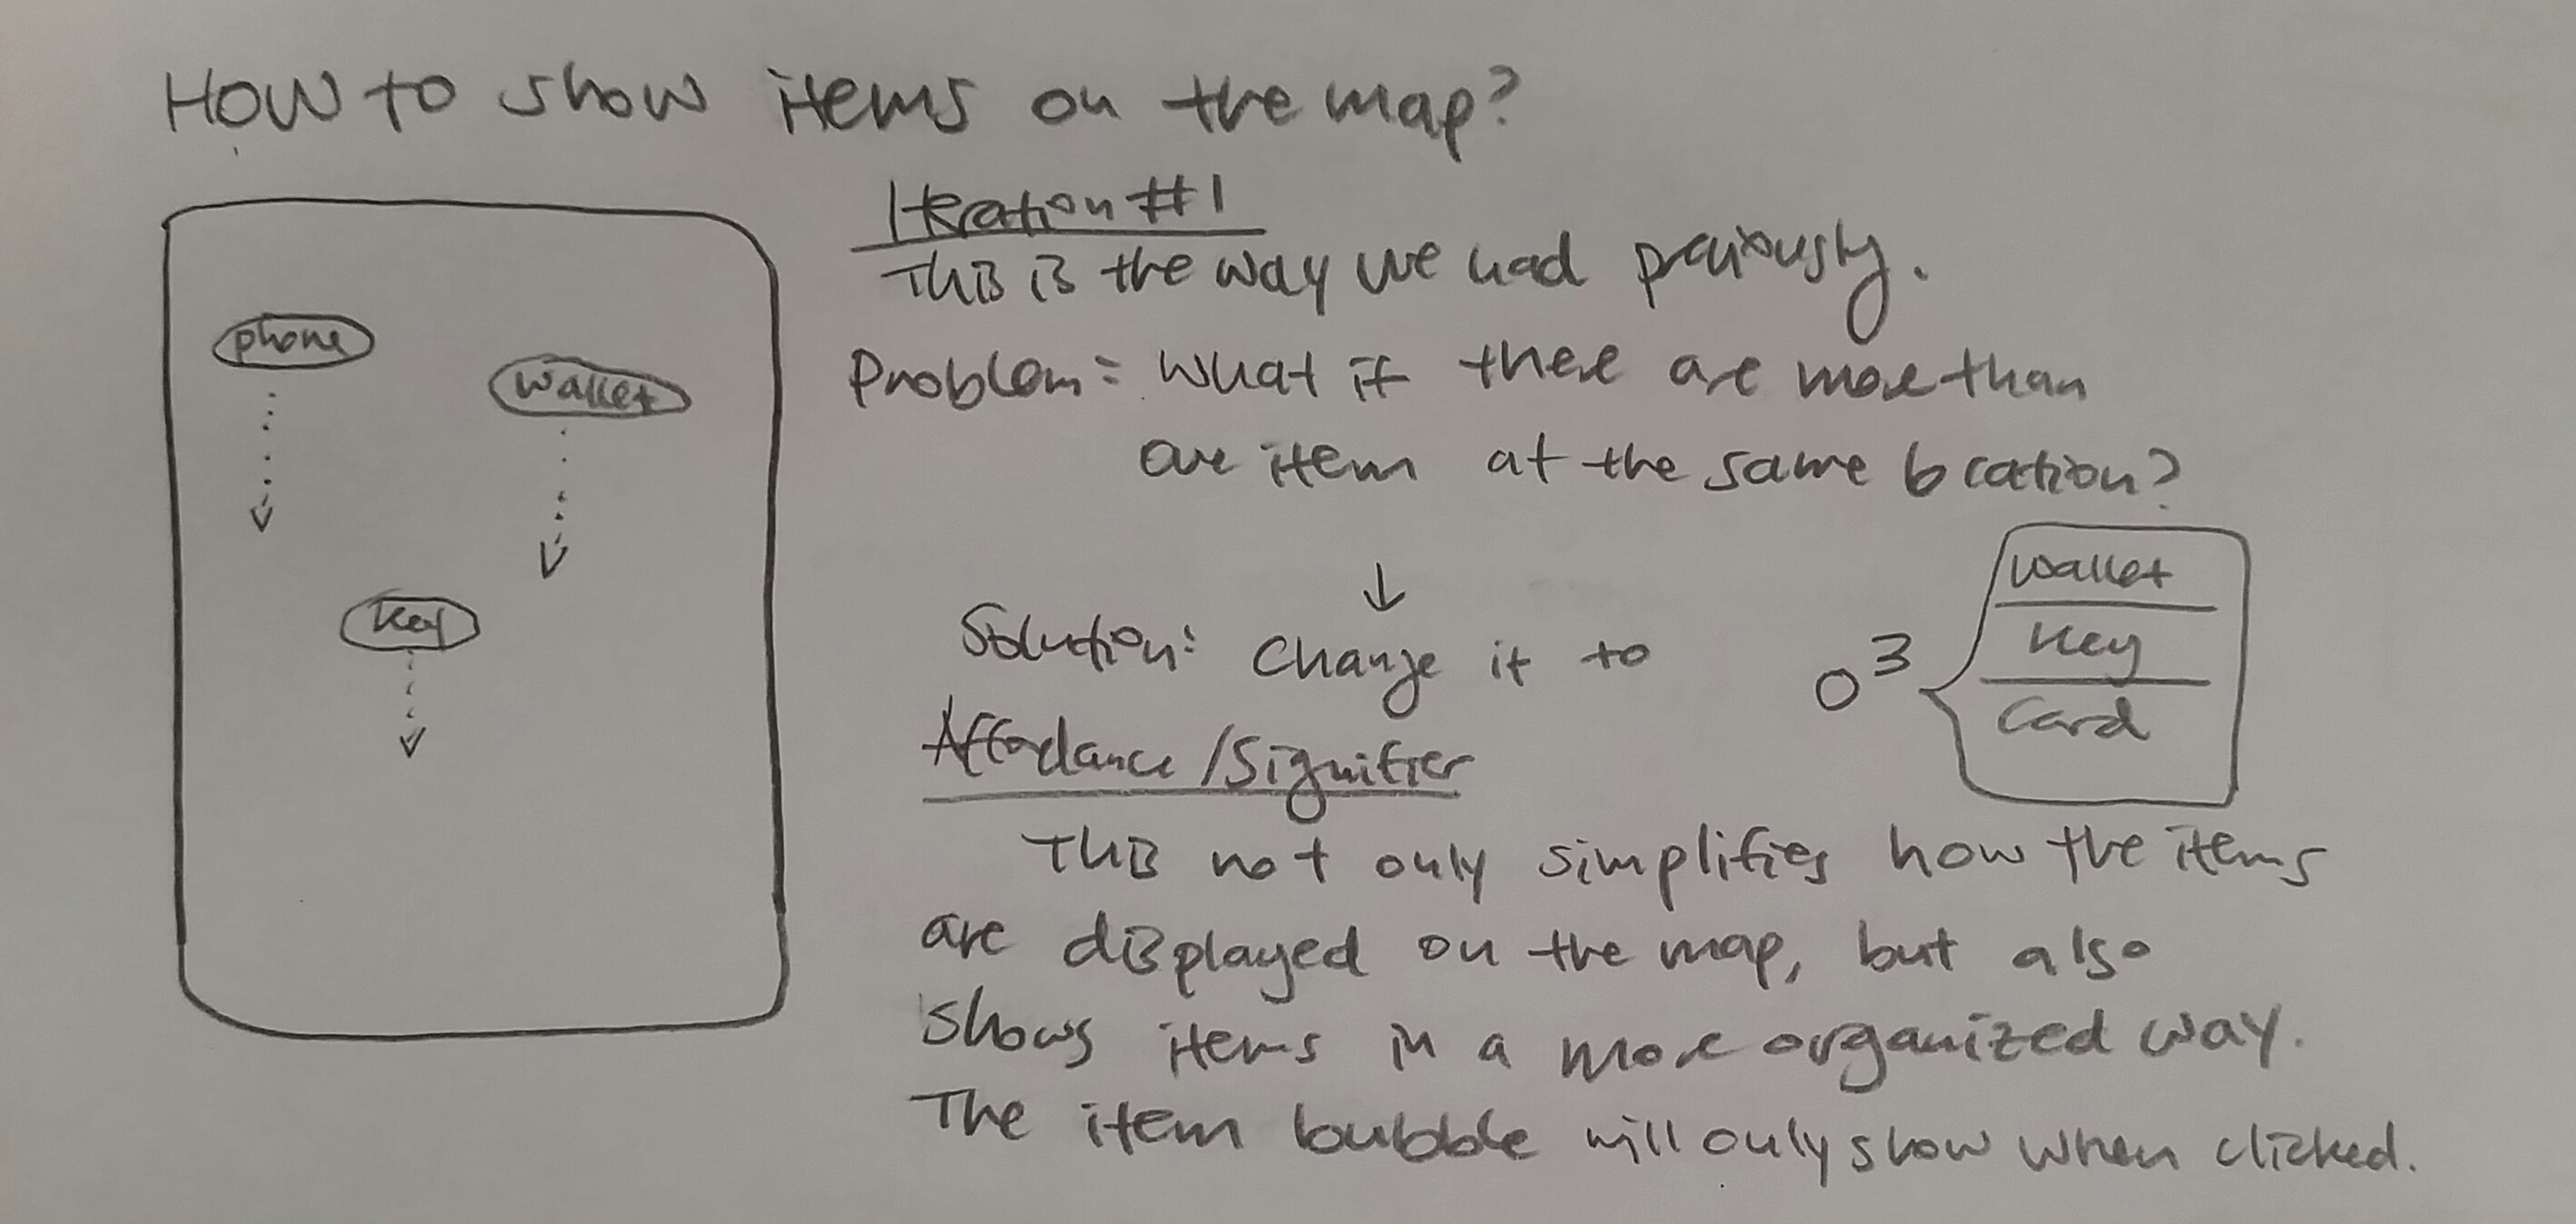 How to show items on the map?
Iteration #1
This is the way we had previously.
phone
wallet
key
Problem: what if there are more than
one item at the same location?
↓
Solution: Change it to
o³
wallet
key
Card
Affordance/Signifier
This not only simplifies how the items
are displayed on the map, but also
shows items in a more organized way.
The item bubble will only show when clicked.